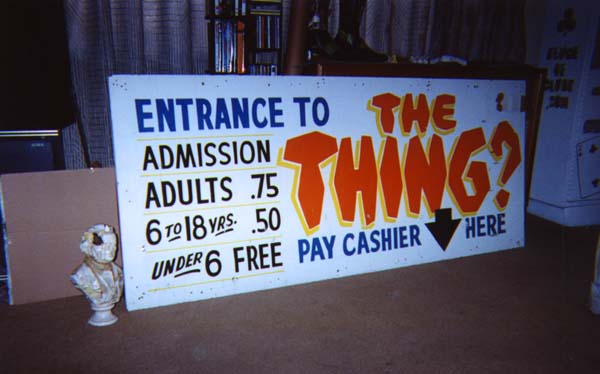 ENTRANCE TO
THE
THING?
ADMISSION
ADULTS .75
6 TO 18 YRS. .50
UNDER 6 FREE
PAY CASHIER HERE